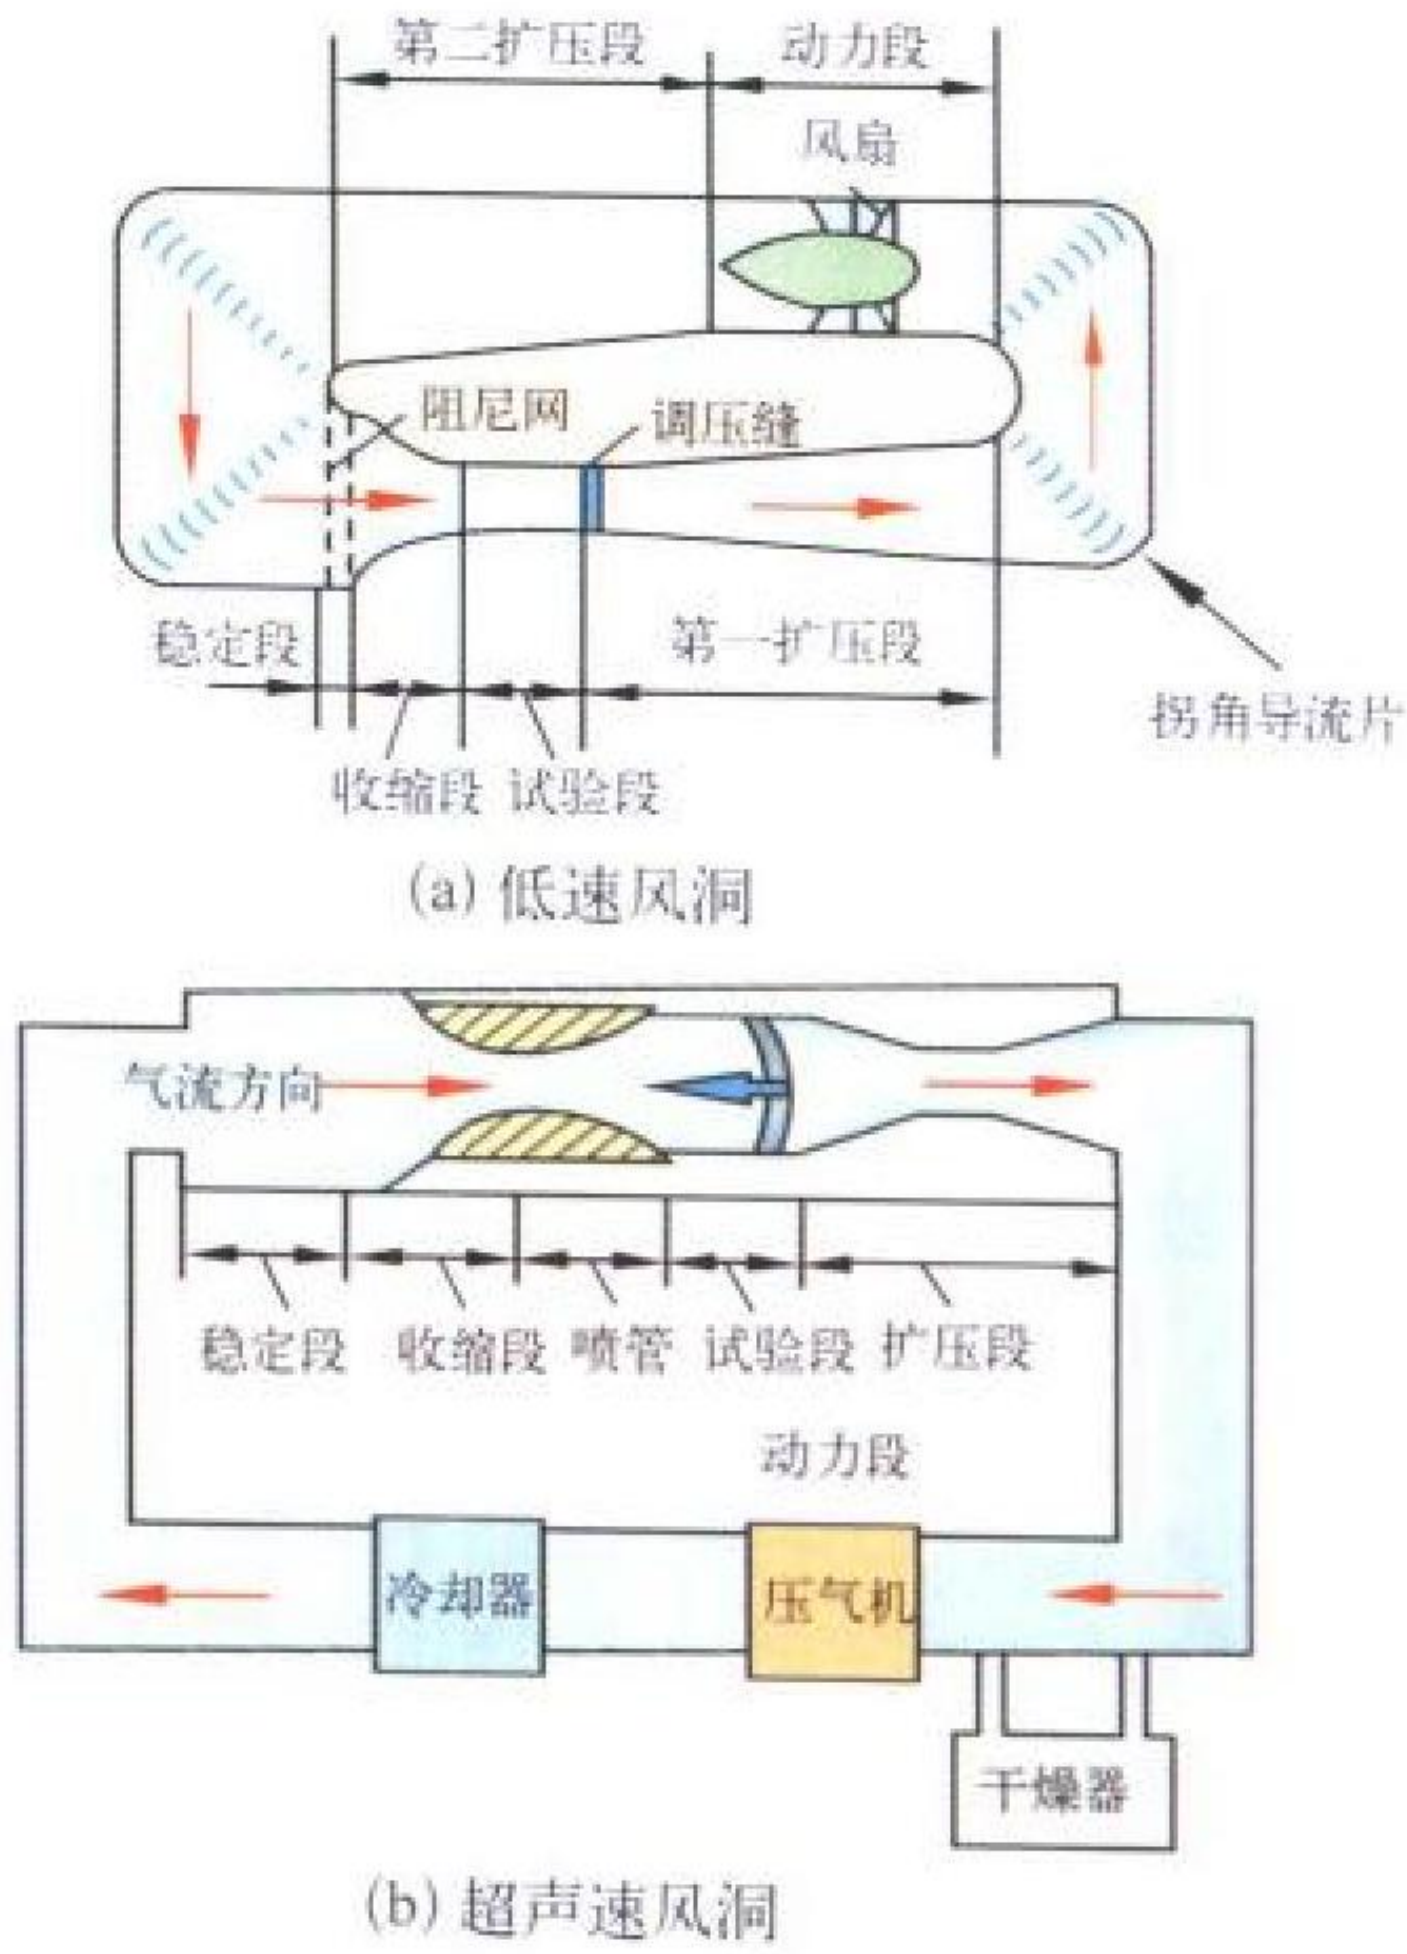 第二扩压段 动力段
风扇
阻尼网 调压缝
稳定段 第一扩压段
拐角导流片
收缩段 试验段
(a) 低速风洞
气流方向
稳定段 收缩段 喷管 试验段 扩压段
动力段
冷却器 压气机
干燥器
(b) 超声速风洞